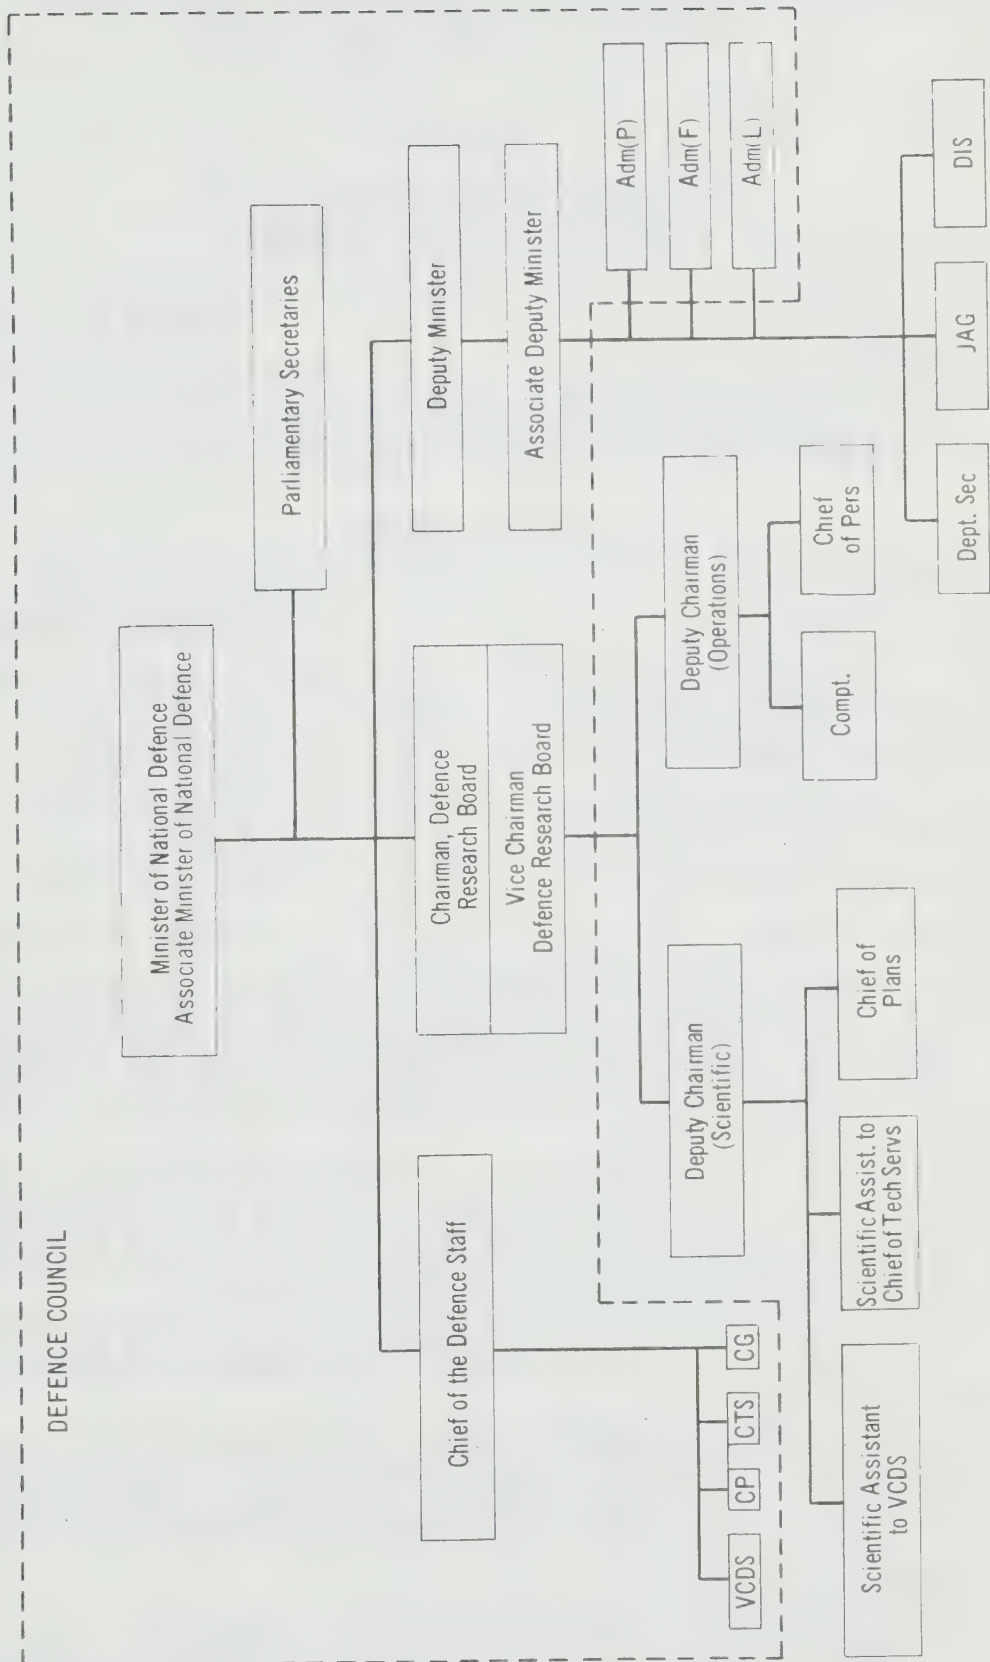 DEFENCE COUNCIL
Minister of National Defence
Associate Minister of National Defence
Parliamentary Secretaries
Chief of the Defence Staff
Chairman, Defence
Research Board
Vice Chairman
Defence Research Board
Deputy Minister
Associate Deputy Minister
VCDS
CP
CTS
CG
Adm(P)
Adm(F)
Adm(L)
Deputy Chairman
(Scientific)
Deputy Chairman
(Operations)
Scientific Assistant
to VCDS
Scientific Assist. to
Chief of Tech Servs
Chief of
Plans
Compt.
Chief
of Pers
Dept. Sec
JAG
DIS